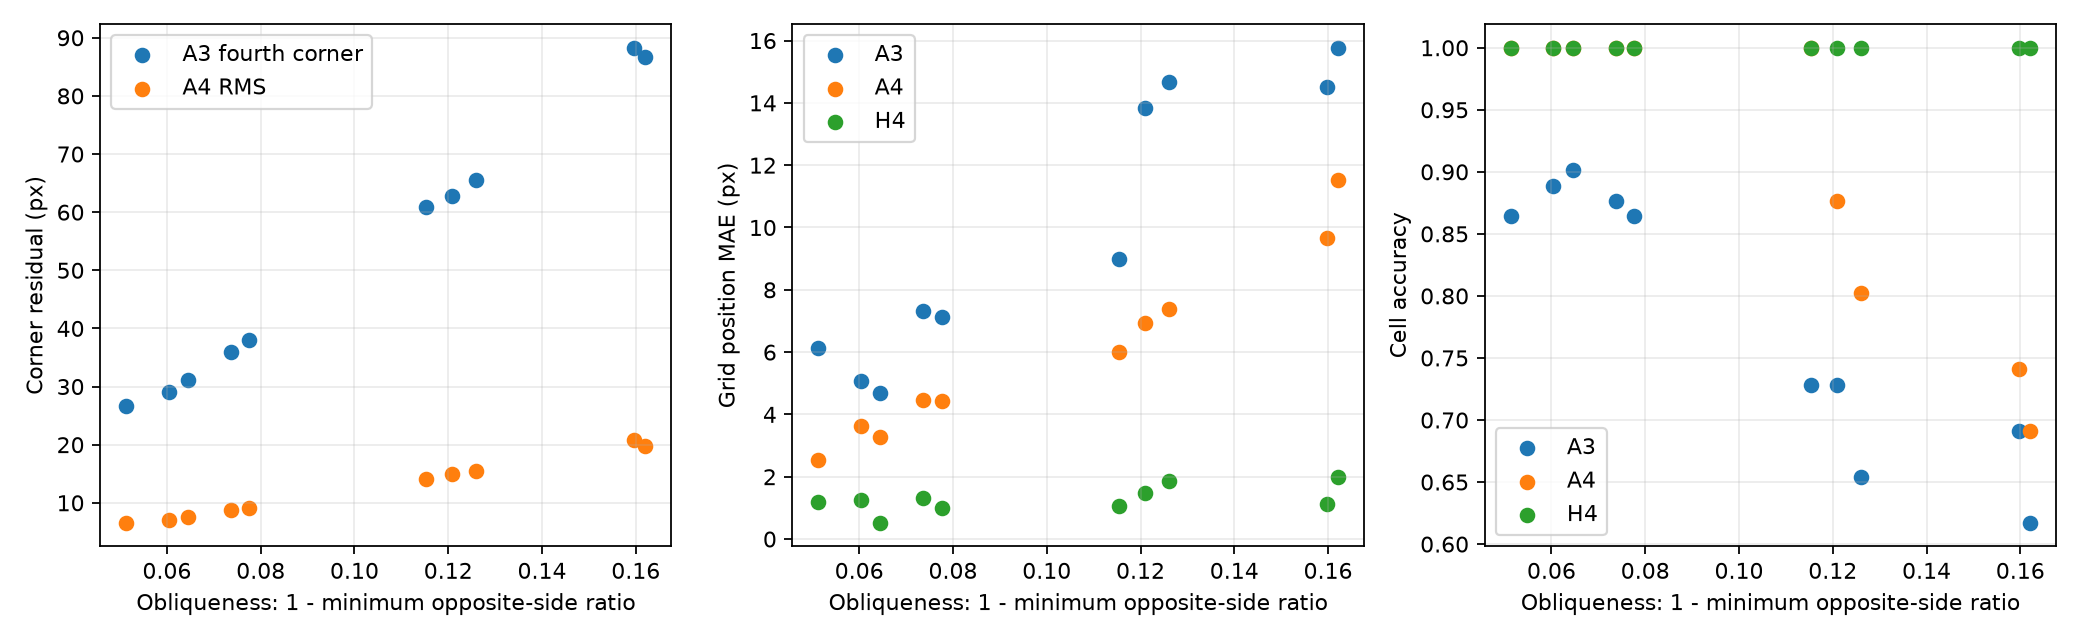 90
80
70
60
50
40
30
20
10
Corner residual (px)
A3 fourth corner
A4 RMS
0.06 0.08 0.10 0.12 0.14 0.16
Obliqueness: 1 - minimum opposite-side ratio
16
14
12
10
8
6
4
2
0
Grid position MAE (px)
A3
A4
H4
0.06 0.08 0.10 0.12 0.14 0.16
Obliqueness: 1 - minimum opposite-side ratio
1.00
0.95
0.90
0.85
0.80
0.75
0.70
0.65
0.60
Cell accuracy
A3
A4
H4
0.06 0.08 0.10 0.12 0.14 0.16
Obliqueness: 1 - minimum opposite-side ratio